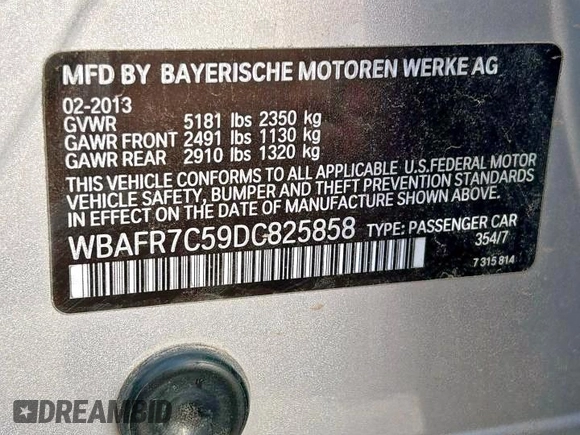 MFD BY BAYERISCHE MOTOREN WERKE AG
02-2013
GVWR 5181 lbs 2350 kg
GAWR FRONT 2491 lbs 1130 kg
GAWR REAR 2910 lbs 1320 kg
THIS VEHICLE CONFORMS TO ALL APPLICABLE U.S.FEDERAL MOTOR
VEHICLE SAFETY, BUMPER AND THEFT PREVENTION STANDARDS
IN EFFECT ON THE DATE OF MANUFACTURE SHOWN ABOVE.
WBAFR7C59DC825858 TYPE: PASSENGER CAR
354/7
7 315 814
DREAMBID